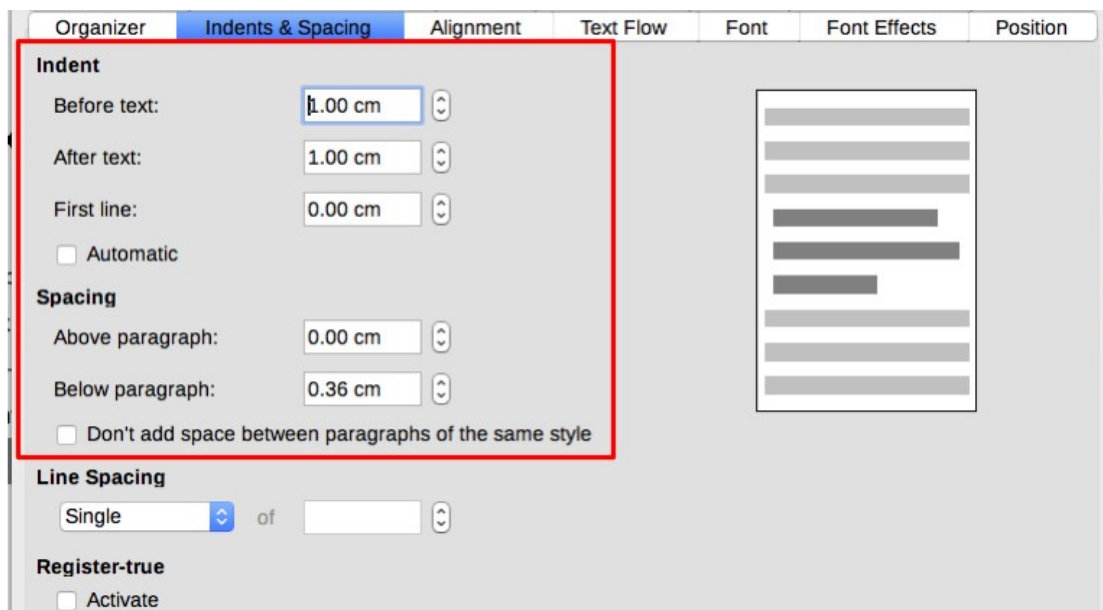 Organizer Indents & Spacing Alignment Text Flow Font Font Effects Position
Indent
Before text: 1.00 cm
After text: 1.00 cm
First line: 0.00 cm
Automatic
Spacing
Above paragraph: 0.00 cm
Below paragraph: 0.36 cm
Don't add space between paragraphs of the same style
Line Spacing
Single of
Register-true
Activate